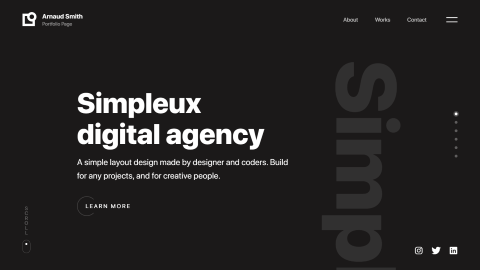 Arnaud Smith
Portfolio Page
About
Works
Contact
Simpleux
digital agency
A simple layout design made by designer and coders. Build
for any projects, and for creative people.
LEARN MORE
Simp